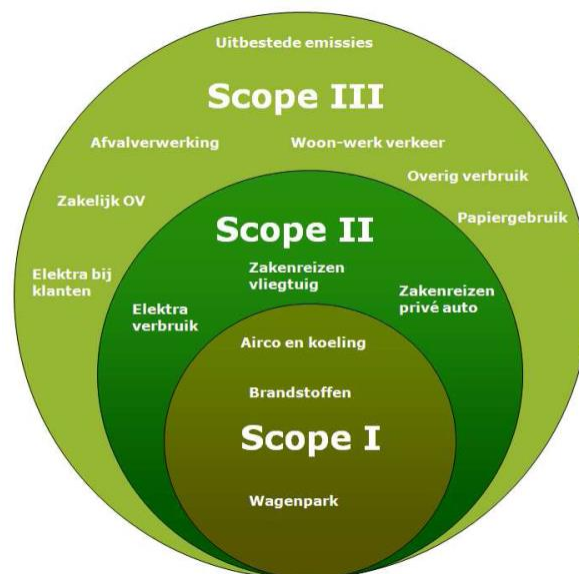 Uitbestede emissies
Scope III
Afvalverwerking
Woon-werk verkeer
Overig verbruik
Zakelijk OV
Papiergebruik
Scope II
Elektra bij
klanten
Zakenreizen
vliegtuig
Zakenreizen
privé auto
Elektra
verbruik
Airco en koeling
Brandstoffen
Scope I
Wagenpark